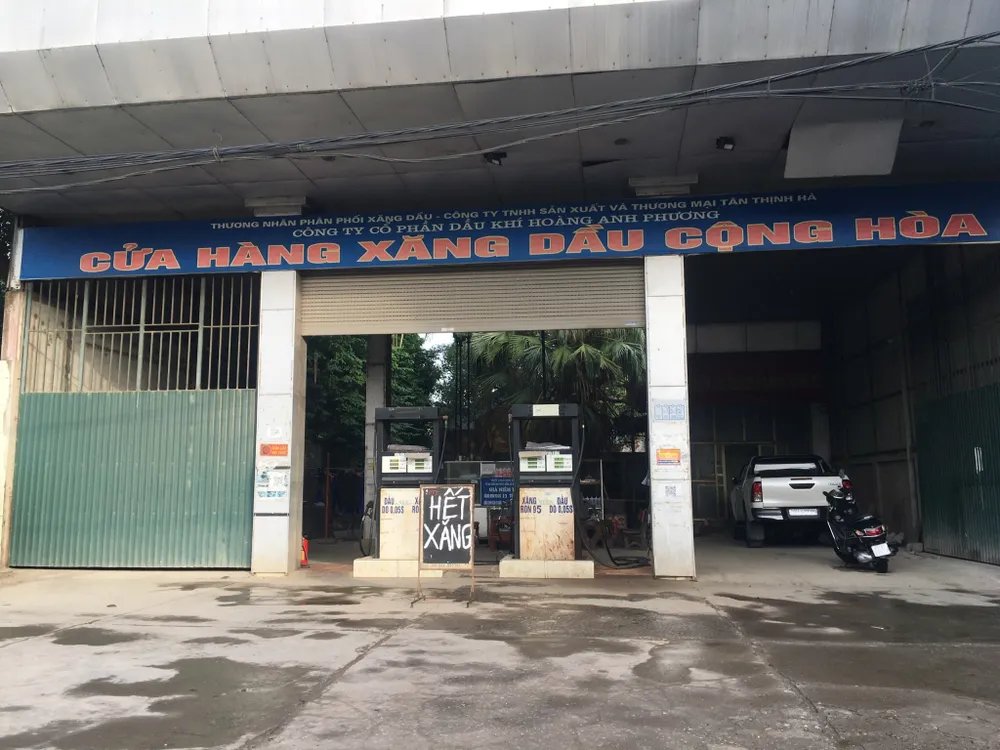 THƯƠNG NHÂN PHÂN PHỐI XĂNG DẦU - CÔNG TY TNHH SẢN XUẤT VÀ THƯƠNG MẠI TÂN THỊNH HÀ
CÔNG TY CỔ PHẦN DẦU KHÍ HOÀNG ANH PHƯƠNG
CỬA HÀNG XĂNG DẦU CỘNG HÒA
DẦU
DO 0,05S
HẾT
XĂNG
XĂNG
RON 95
DẦU
DO 0.05S